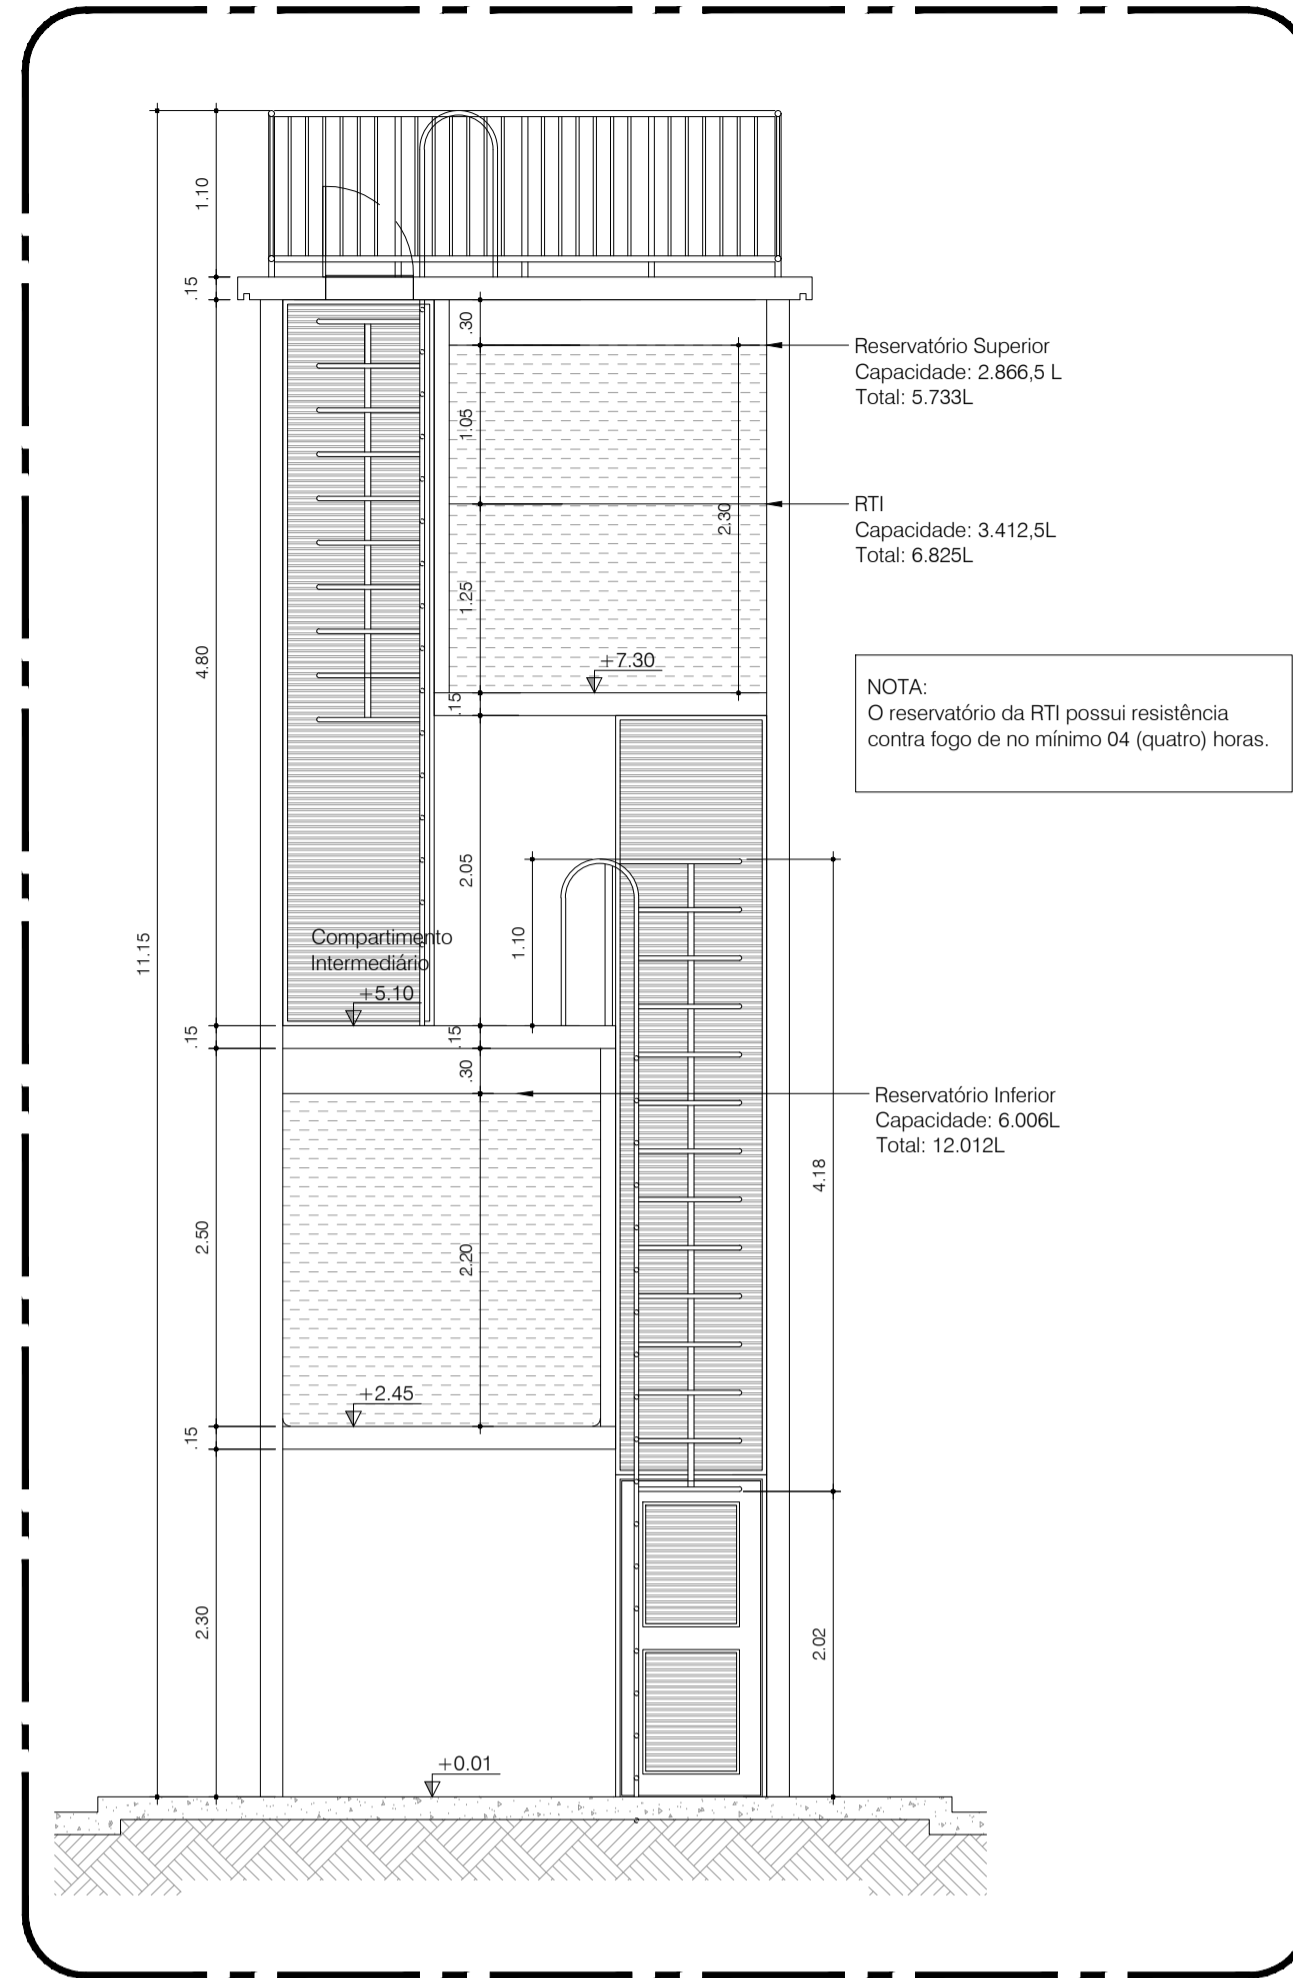 1.10
.15
.30
Reservatório Superior
Capacidade: 2.866,5 L
Total: 5.733L
1.05
RTI
Capacidade: 3.412,5L
Total: 6.825L
2.30
1.25
4.80
+7.30
.15
NOTA:
O reservatório da RTI possui resistência
contra fogo de no mínimo 04 (quatro) horas.
2.05
1.10
11.15
Compartimento
Intermediário
+5.10
.15
.15
.30
Reservatório Inferior
Capacidade: 6.006L
Total: 12.012L
4.18
2.50
2.20
+2.45
.15
2.30
2.02
+0.01